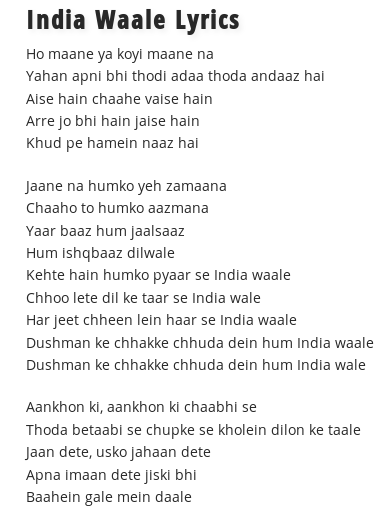 India Waale Lyrics
Ho maane ya koyi maane na
Yahan apni bhi thodi adaa thoda andaaz hai
Aise hain chaahe vaise hain
Arre jo bhi hain jaise hain
Khud pe hamein naaz hai
Jaane na humko yeh zamaana
Chaaho to humko aazmana
Yaar baaz hum jaalsaaz
Hum ishqbaaz dilwale
Kehte hain humko pyaar se India waale
Chhoo lete dil ke taar se India wale
Har jeet chheen lein haar se India waale
Dushman ke chhakke chhuda dein hum India waale
Dushman ke chhakke chhuda dein hum India wale
Aankhon ki, aankhon ki chaabhi se
Thoda betaabi se chupke se kholein dilon ke taale
Jaan dete, usko jahaan dete
Apna imaan dete jiski bhi
Baahein gale mein daale